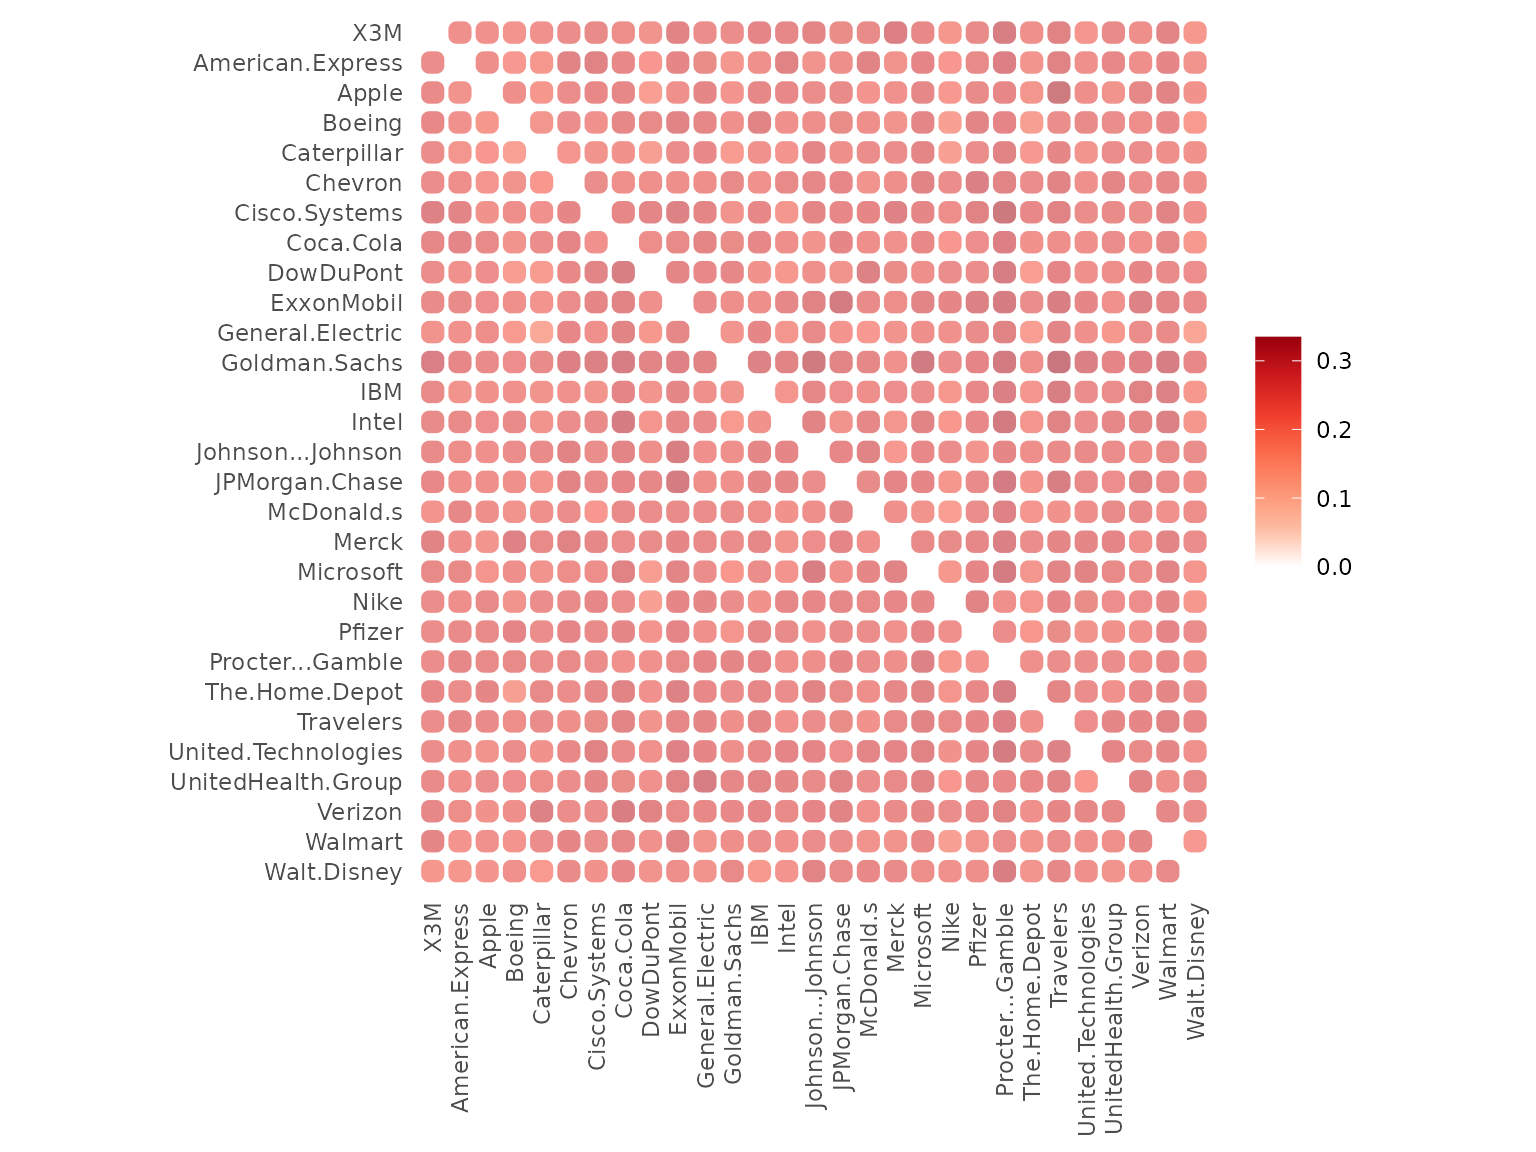 X3M
American.Express
Apple
Boeing
Caterpillar
Chevron
Cisco.Systems
Coca.Cola
DowDuPont
ExxonMobil
General.Electric
Goldman.Sachs
IBM
Intel
Johnson...Johnson
JPMorgan.Chase
McDonald.s
Merck
Microsoft
Nike
Pfizer
Procter...Gamble
The.Home.Depot
Travelers
United.Technologies
UnitedHealth.Group
Verizon
Walmart
Walt.Disney
X3M
American.Express
Apple
Boeing
Caterpillar
Chevron
Cisco.Systems
Coca.Cola
DowDuPont
ExxonMobil
General.Electric
Goldman.Sachs
IBM
Intel
Johnson...Johnson
JPMorgan.Chase
McDonald.s
Merck
Microsoft
Nike
Pfizer
Procter...Gamble
The.Home.Depot
Travelers
United.Technologies
UnitedHealth.Group
Verizon
Walmart
Walt.Disney
0.3
0.2
0.1
0.0